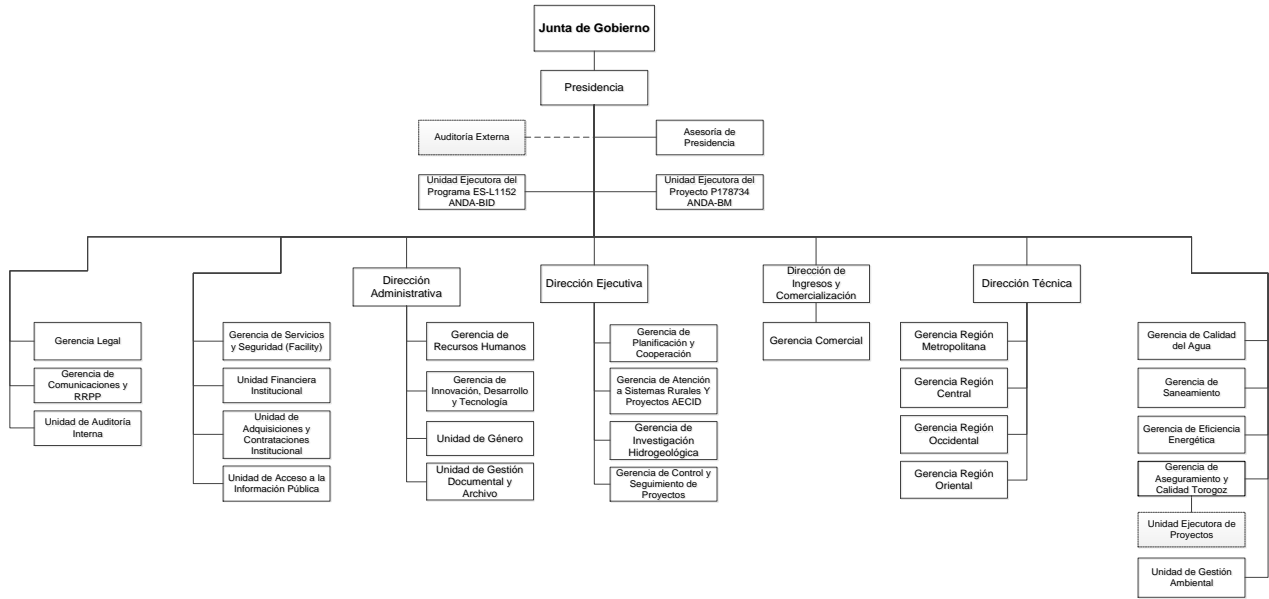 Junta de Gobierno
Presidencia
Auditoría Externa
Asesoría de
Presidencia
Unidad Ejecutora del
Programa ES-L1152
ANDA-BID
Unidad Ejecutora del
Proyecto P178734
ANDA-BM
Dirección
Administrativa
Dirección Ejecutiva
Dirección de
Ingresos y
Comercialización
Dirección Técnica
Gerencia Legal
Gerencia de
Comunicaciones y
RRPP
Unidad de Auditoría
Interna
Gerencia de Servicios
y Seguridad (Facility)
Unidad Financiera
Institucional
Unidad de
Adquisiciones y
Contrataciones
Institucional
Unidad de Acceso a la
Información Pública
Gerencia de
Recursos Humanos
Gerencia de
Innovación, Desarrollo
y Tecnología
Unidad de Género
Unidad de Gestión
Documental y
Archivo
Gerencia de
Planificación y
Cooperación
Gerencia de Atención
a Sistemas Rurales Y
Proyectos AECID
Gerencia de
Investigación
Hidrogeológica
Gerencia de Control y
Seguimiento de
Proyectos
Gerencia Comercial
Gerencia Región
Metropolitana
Gerencia Región
Central
Gerencia Región
Occidental
Gerencia Región
Oriental
Gerencia de Calidad
del Agua
Gerencia de
Saneamiento
Gerencia de Eficiencia
Energética
Gerencia de
Aseguramiento y
Calidad Torogoz
Unidad Ejecutora de
Proyectos
Unidad de Gestión
Ambiental